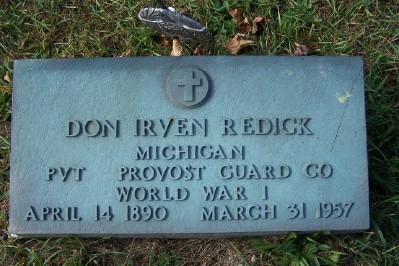 DON IRVEN REDICK
MICHIGAN
PVT PROVOST GUARD CO
WORLD WAR I
APRIL 14 1890 MARCH 31 1957